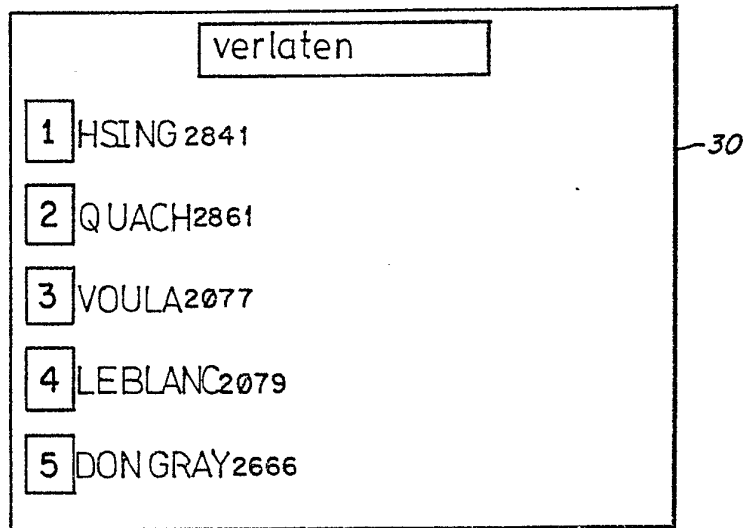 verlaten
1 HSING 2841
30
2 QUACH 2861
3 VOULA 2077
4 LEBLANC 2079
5 DON GRAY 2666